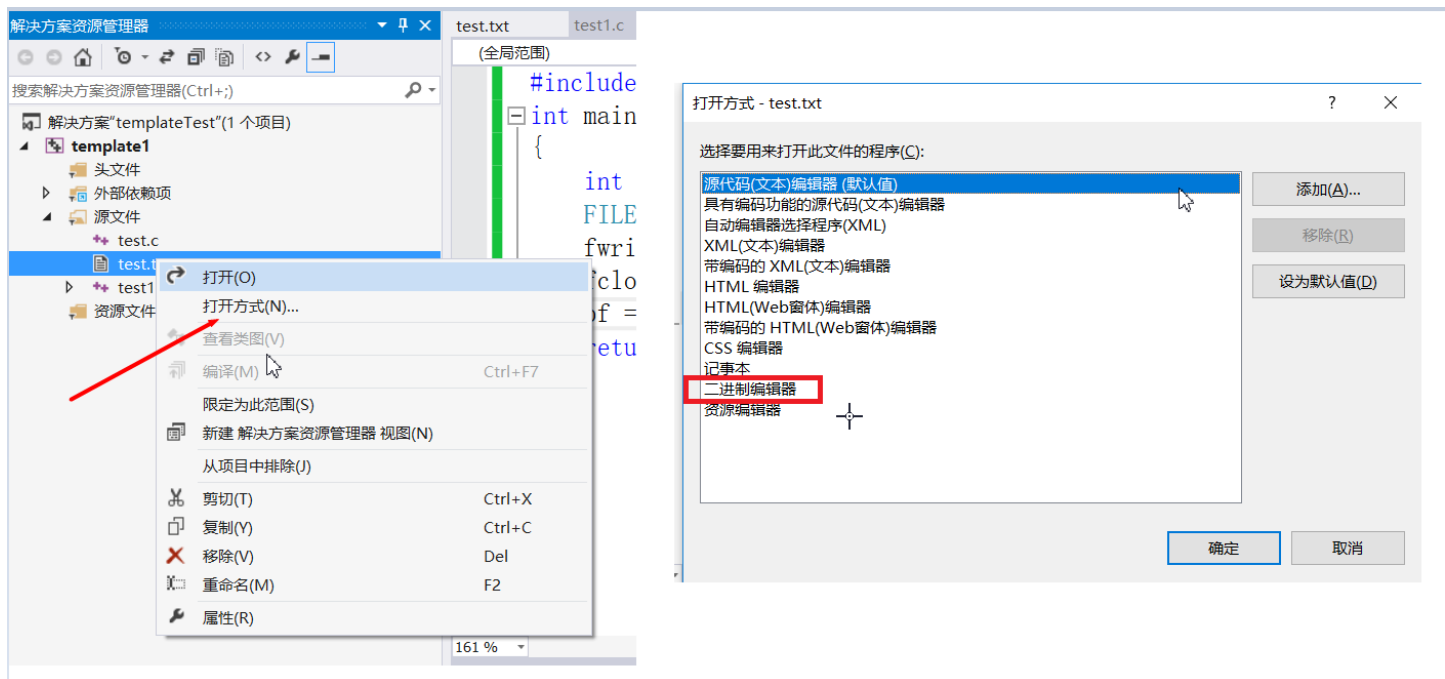 解决方案资源管理器
搜索解决方案资源管理器(Ctrl+;)
解决方案"templateTest"(1 个项目)
template1
头文件
外部依赖项
源文件
test.c
test.t
test1
资源文件
打开(O)
打开方式(N)...
查看类图(V)
编译(M) Ctrl+F7
限定为此范围(S)
新建 解决方案资源管理器 视图(N)
从项目中排除(J)
剪切(T) Ctrl+X
复制(Y) Ctrl+C
移除(V) Del
重命名(M) F2
属性(R)
test.txt test1.c
(全局范围)
#include
int main
{
int
FILE
fwri
fclo
pf =
retu
161 %
打开方式 - test.txt
选择要用来打开此文件的程序(C):
源代码(文本)编辑器 (默认值)
具有编码功能的源代码(文本)编辑器
自动编辑器选择程序(XML)
XML(文本)编辑器
带编码的 XML(文本)编辑器
HTML 编辑器
HTML(Web窗体)编辑器
带编码的 HTML(Web窗体)编辑器
CSS 编辑器
记事本
二进制编辑器
资源编辑器
添加(A)...
移除(R)
设为默认值(D)
确定
取消